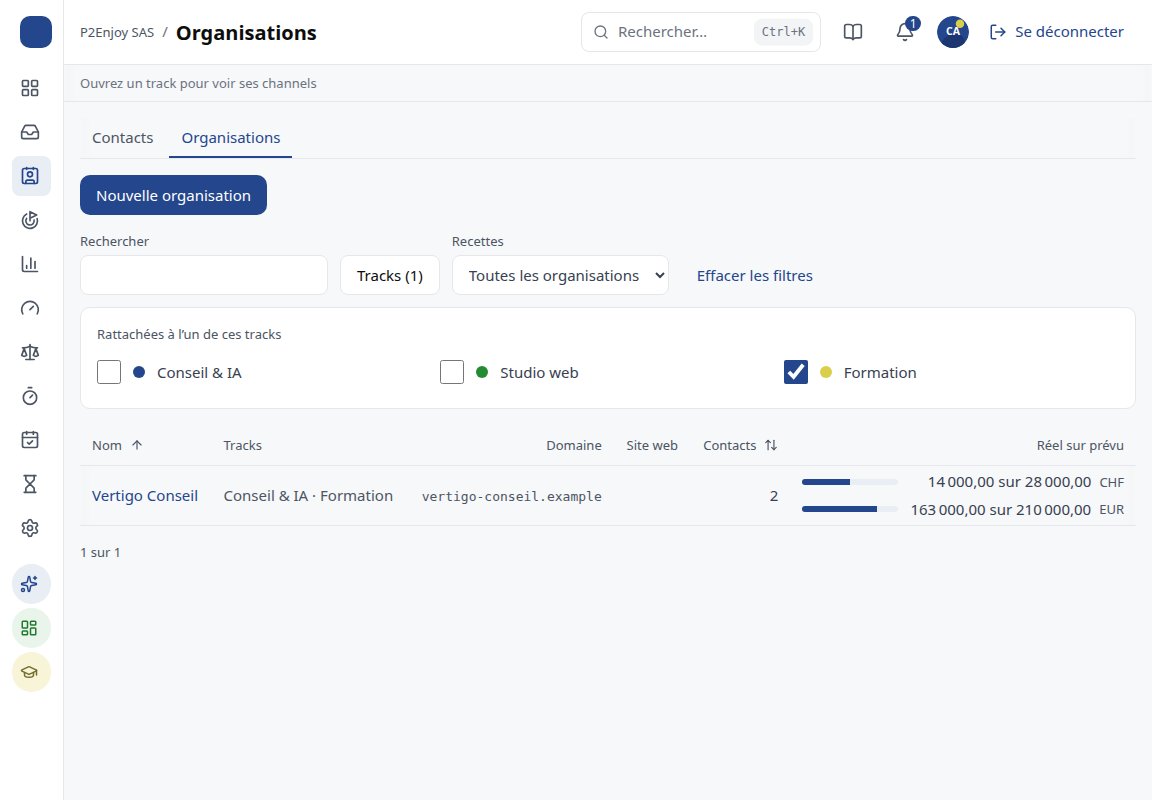 P2Enjoy SAS / Organisations
Rechercher... Ctrl+K
1
CA
Se déconnecter
Ouvrez un track pour voir ses channels
Contacts Organisations
Nouvelle organisation
Rechercher Recettes
Tracks (1) Toutes les organisations Effacer les filtres
Rattachées à l'un de ces tracks
Conseil & IA Studio web Formation
Nom Tracks Domaine Site web Contacts Réel sur prévu
Vertigo Conseil Conseil & IA · Formation vertigo-conseil.example 2 14 000,00 sur 28 000,00 CHF
163 000,00 sur 210 000,00 EUR
1 sur 1